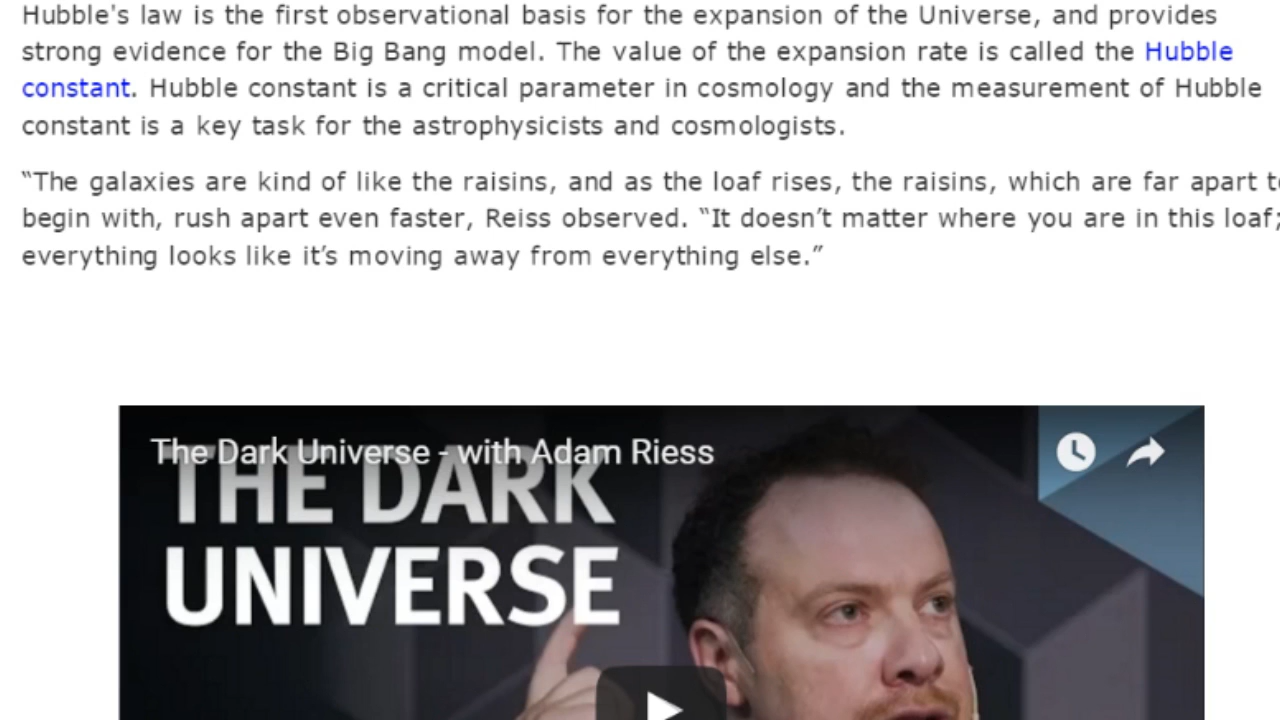 Hubble's law is the first observational basis for the expansion of the Universe, and provides
strong evidence for the Big Bang model. The value of the expansion rate is called the Hubble
constant. Hubble constant is a critical parameter in cosmology and the measurement of Hubble
constant is a key task for the astrophysicists and cosmologists.
“The galaxies are kind of like the raisins, and as the loaf rises, the raisins, which are far apart to
begin with, rush apart even faster, Reiss observed. “It doesn’t matter where you are in this loaf;
everything looks like it’s moving away from everything else.”
The Dark Universe - with Adam Riess
THE DARK
UNIVERSE